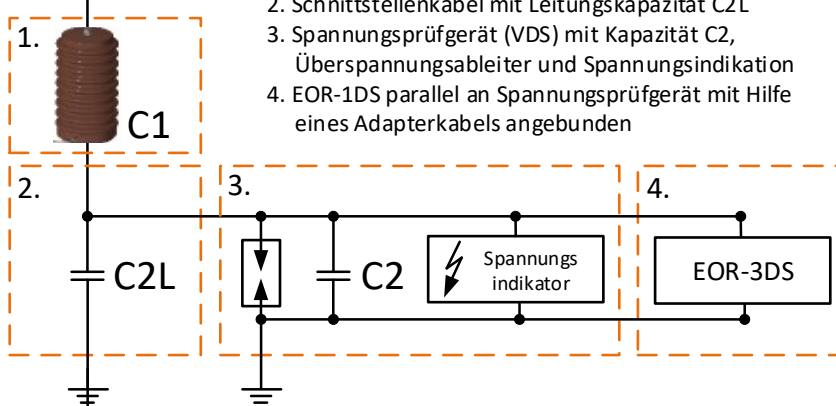 2. Schnittstellenkabel mit Leitungskapazität C2L
3. Spannungsprüfgerät (VDS) mit Kapazität C2,
Überspannungsableiter und Spannungsindikation
4. EOR-1DS parallel an Spannungsprüfgerät mit Hilfe
eines Adapterkabels angebunden
1.
C1
2.
C2L
3.
C2
Spannungs
indikator
4.
EOR-3DS